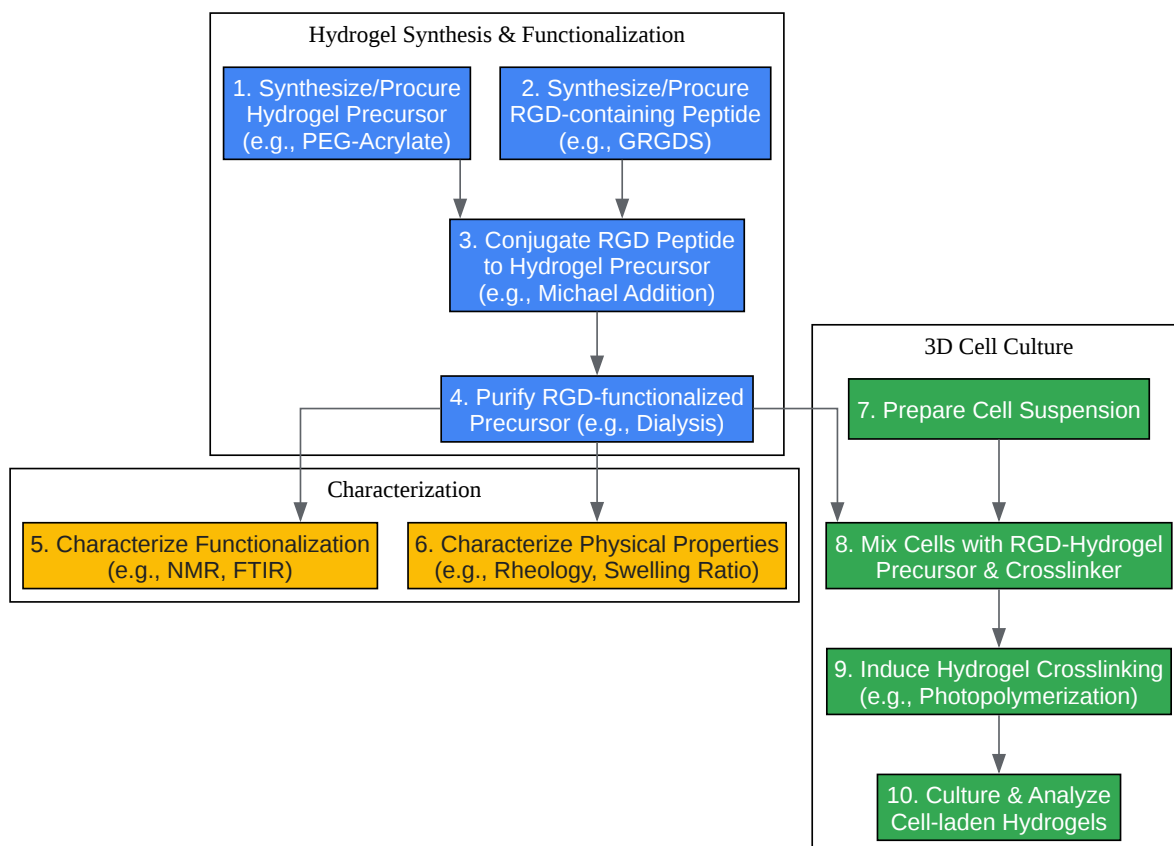 Hydrogel Synthesis & Functionalization
1. Synthesize/Procure
Hydrogel Precursor
(e.g., PEG-Acrylate)
2. Synthesize/Procure
RGD-containing Peptide
(e.g., GRGDS)
3. Conjugate RGD Peptide
to Hydrogel Precursor
(e.g., Michael Addition)
4. Purify RGD-functionalized
Precursor (e.g., Dialysis)
Characterization
5. Characterize Functionalization
(e.g., NMR, FTIR)
6. Characterize Physical Properties
(e.g., Rheology, Swelling Ratio)
3D Cell Culture
7. Prepare Cell Suspension
8. Mix Cells with RGD-Hydrogel
Precursor & Crosslinker
9. Induce Hydrogel Crosslinking
(e.g., Photopolymerization)
10. Culture & Analyze
Cell-laden Hydrogels